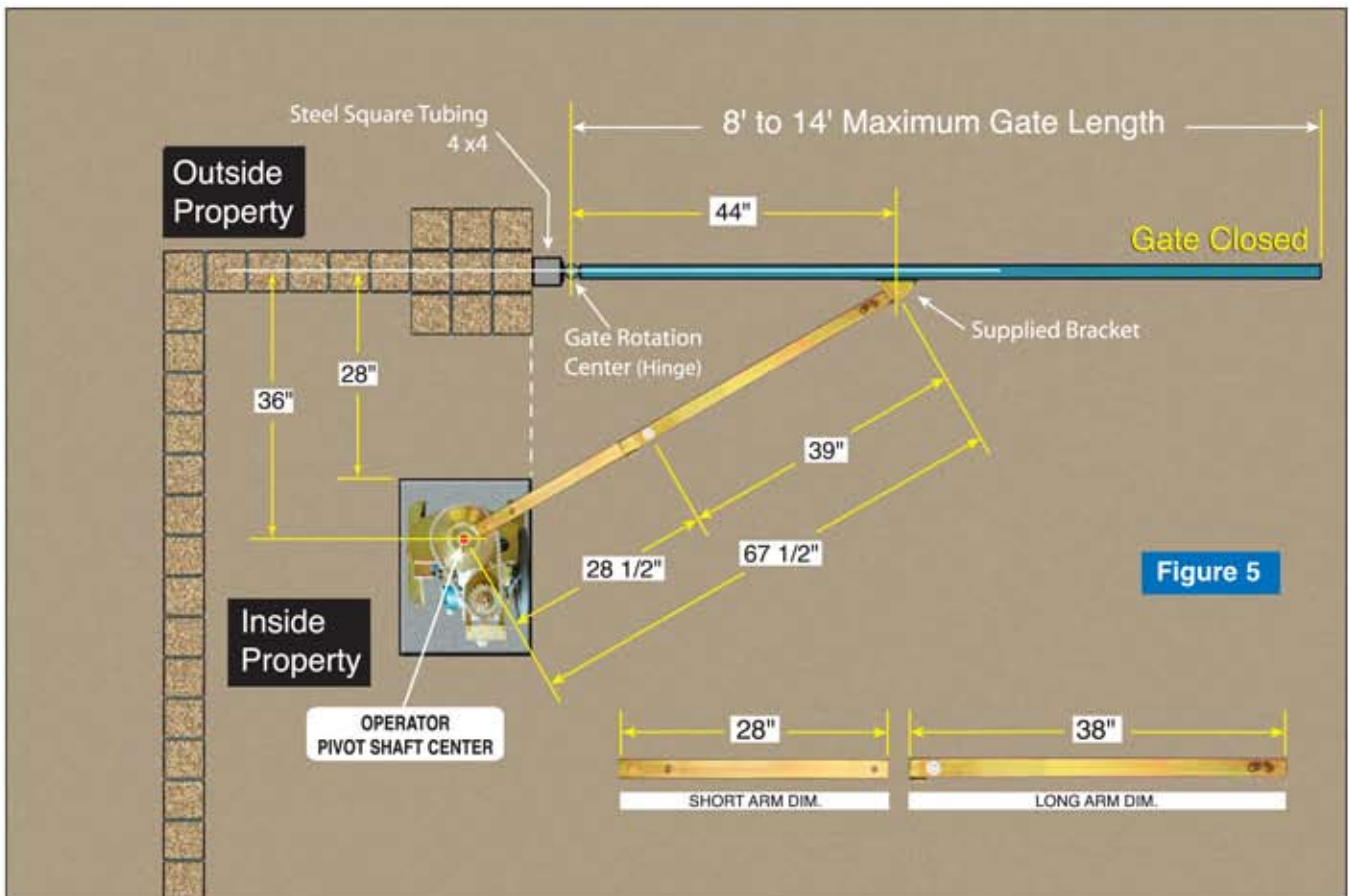 Steel Square Tubing
4 x4
8' to 14' Maximum Gate Length
Outside
Property
44"
Gate Closed
Gate Rotation
Center (Hinge)
Supplied Bracket
28"
36"
39"
28 1/2"
67 1/2"
Figure 5
Inside
Property
OPERATOR
PIVOT SHAFT CENTER
28"
38"
SHORT ARM DIM.
LONG ARM DIM.